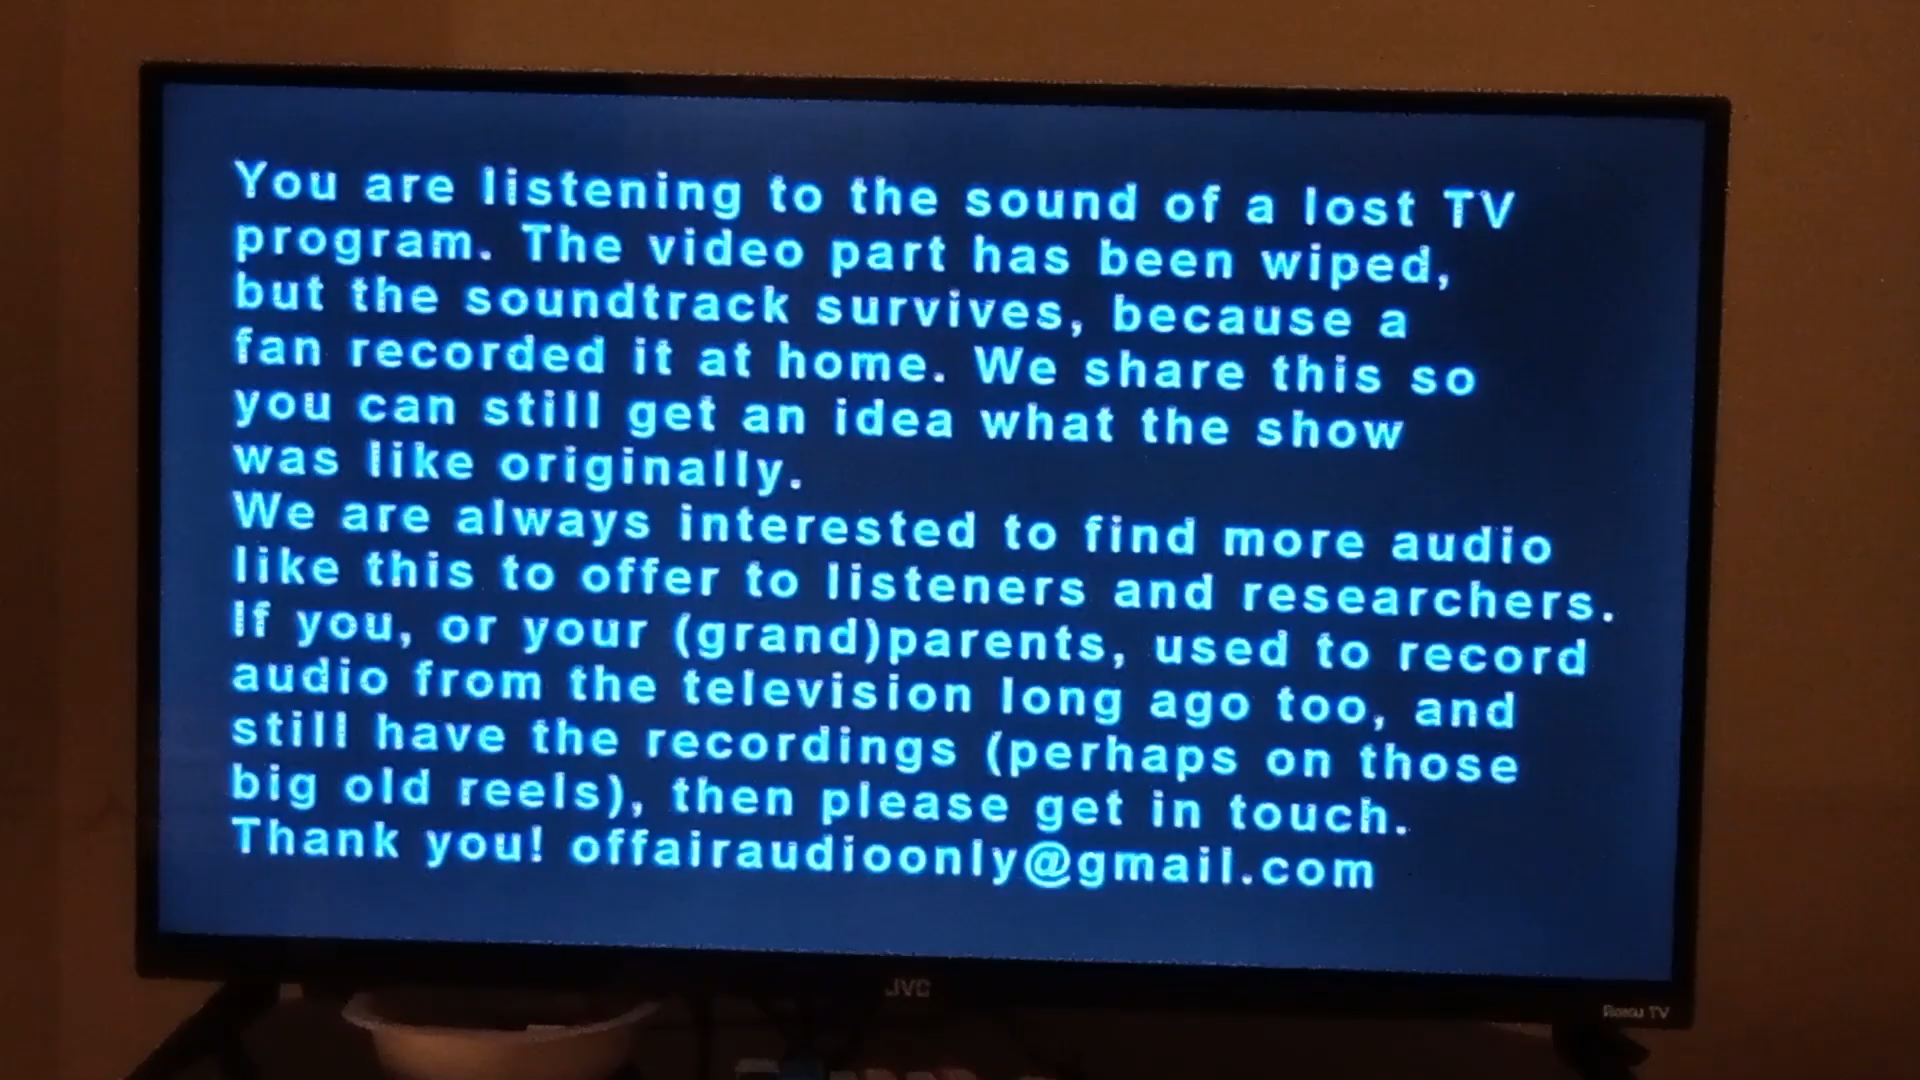 You are listening to the sound of a lost TV
program. The video part has been wiped,
but the soundtrack survives, because a
fan recorded it at home. We share this so
you can still get an idea what the show
was like originally.
We are always interested to find more audio
like this to offer to listeners and researchers.
If you, or your (grand)parents, used to record
audio from the television long ago too, and
still have the recordings (perhaps on those
big old reels), then please get in touch.
Thank you! offairaudioonly@gmail.com
JVC
Roku TV